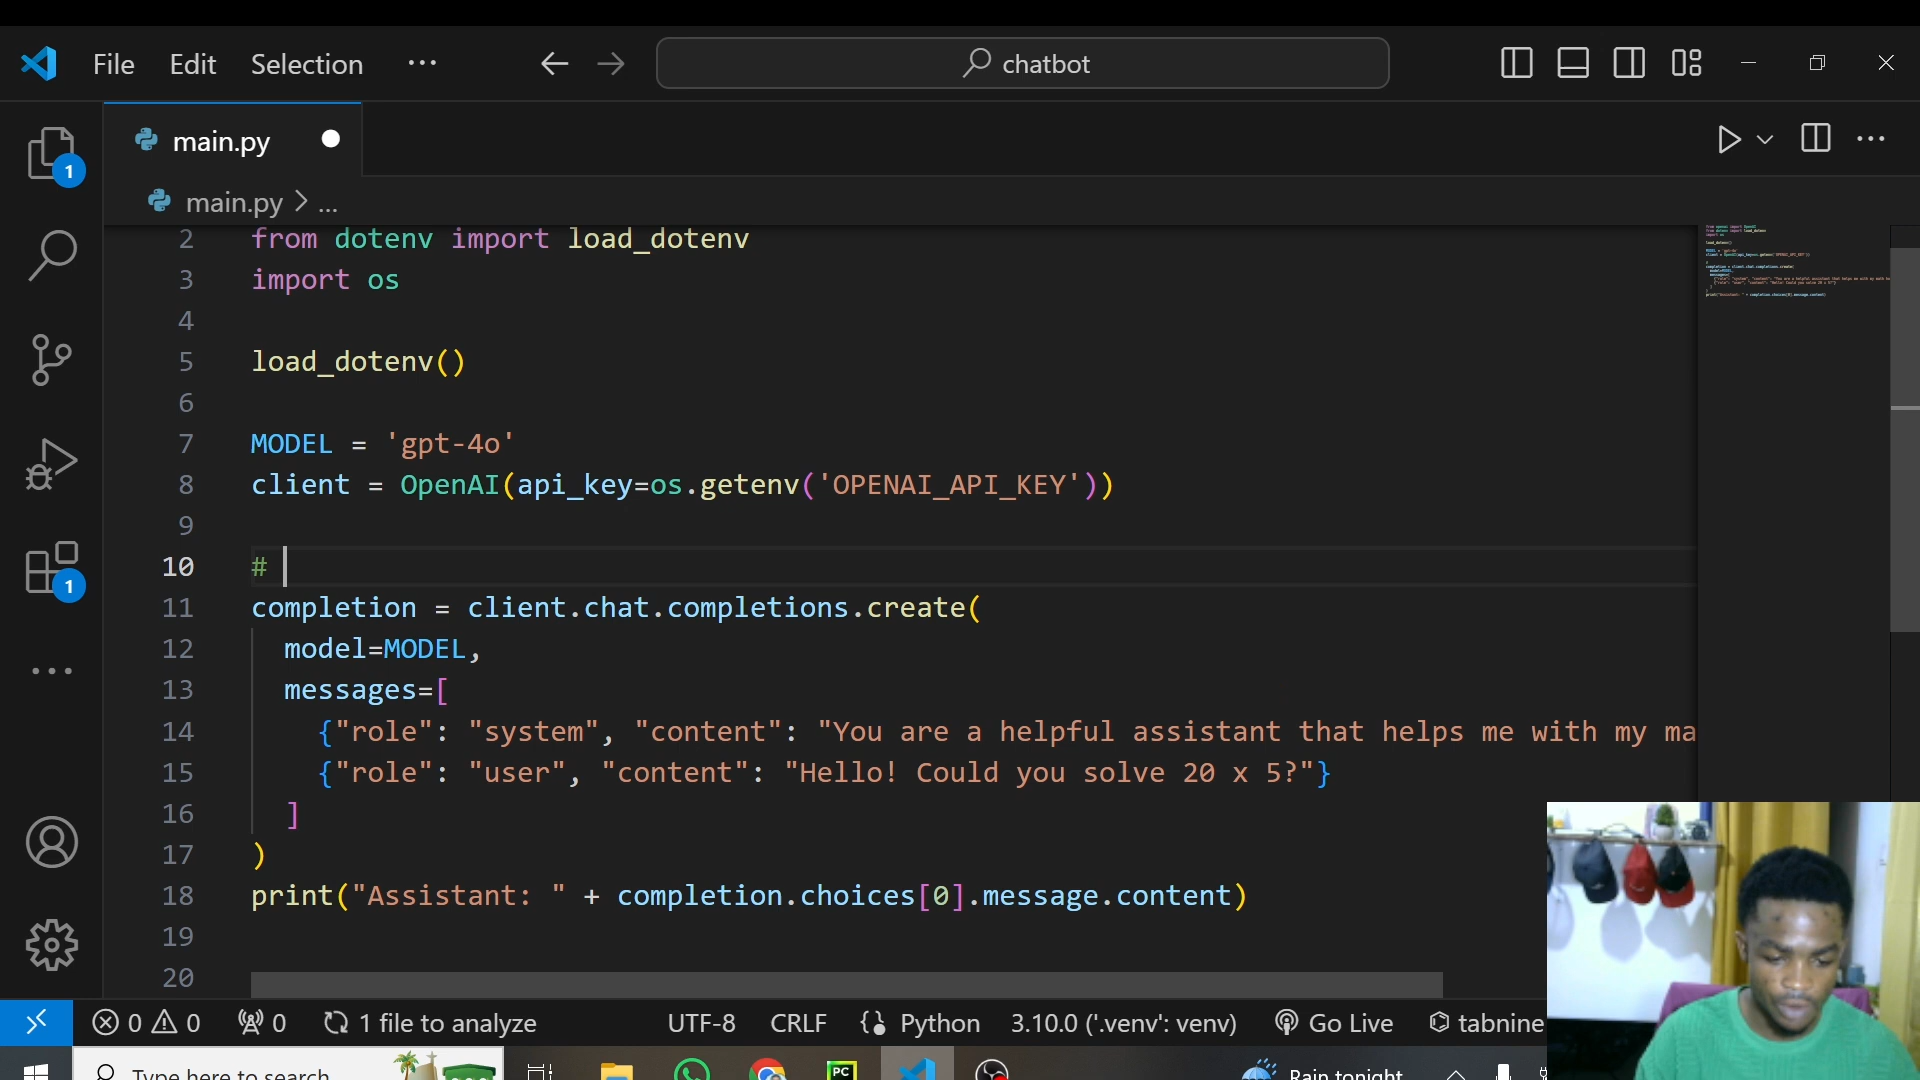 File Edit Selection ··· chatbot
main.py
1
main.py > ...
2 from dotenv import load_dotenv
3 import os
4
5 load_dotenv()
6
7 MODEL = 'gpt-4o'
8 client = OpenAI(api_key=os.getenv('OPENAI_API_KEY'))
9
10 #
11 completion = client.chat.completions.create(
12 model=MODEL,
13 messages=[
14 {"role": "system", "content": "You are a helpful assistant that helps me with my ma
15 {"role": "user", "content": "Hello! Could you solve 20 x 5?"}
16 ]
17 )
18 print("Assistant: " + completion.choices[0].message.content)
19
20
1
0 0 0 1 file to analyze UTF-8 CRLF Python 3.10.0 ('.venv': venv) Go Live tabnine
Type here to search PC Rain tonight